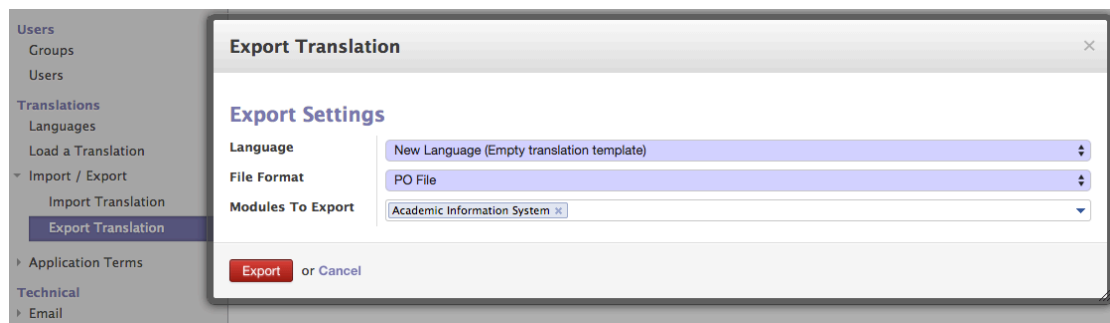 Users
Groups
Users
Translations
Languages
Load a Translation
Import / Export
Import Translation
Export Translation
Application Terms
Technical
Email
Export Translation
Export Settings
Language
New Language (Empty translation template)
File Format
PO File
Modules To Export
Academic Information System ×
Export or Cancel